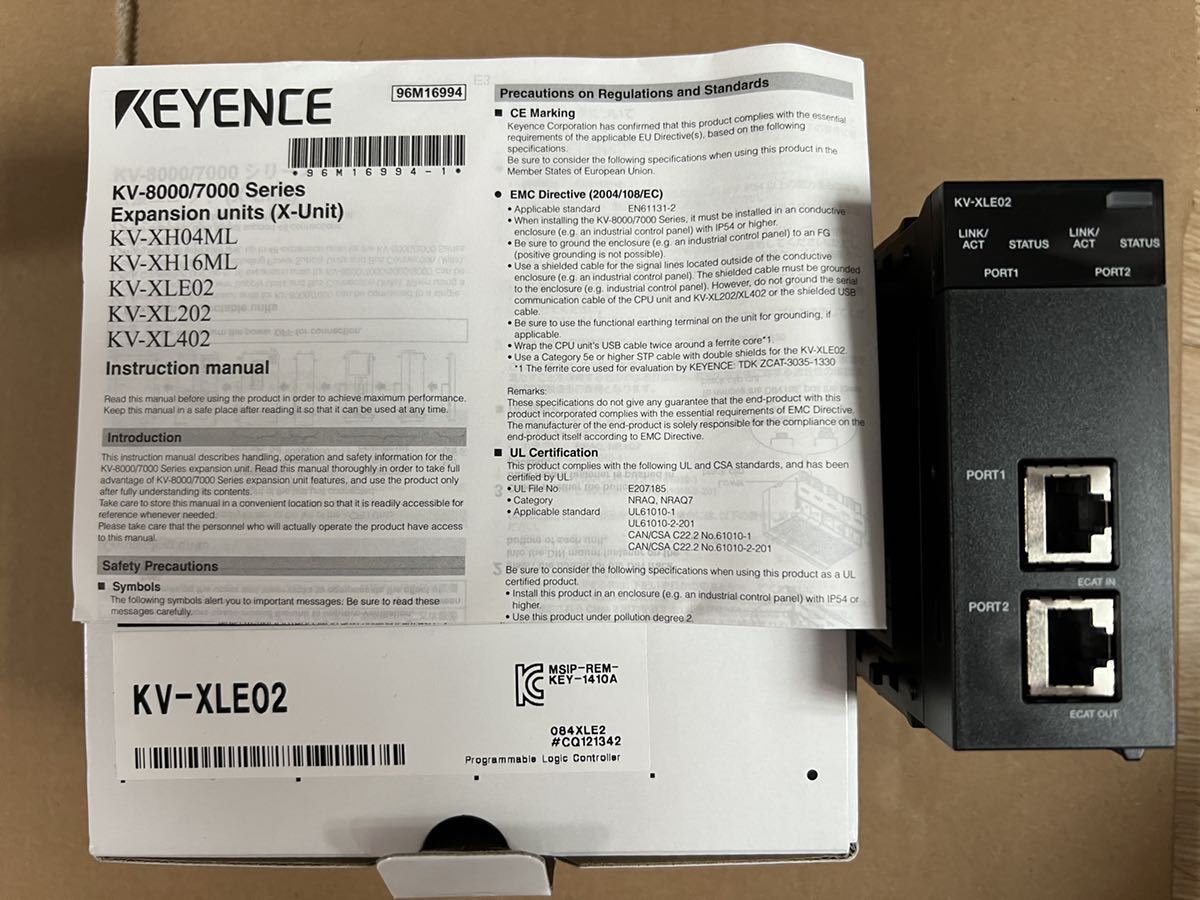 KEYENCE
96M16994
*96M16994-1*
KV-8000/7000 Series
Expansion units (X-Unit)
KV-XH04ML
KV-XH16ML
KV-XLE02
KV-XL202
KV-XL402
Instruction manual
Read this manual before using the product in order to achieve maximum performance.
Keep this manual in a safe place after reading it so that it can be used at any time.
Introduction
This instruction manual describes handling, operation and safety information for the
KV-8000/7000 Series expansion unit. Read this manual thoroughly in order to take full
advantage of KV-8000/7000 Series expansion unit features, and use the product only
after fully understanding its contents.
Take care to store this manual in a convenient location so that it is readily accessible for
reference whenever needed.
Please take care that the personnel who will actually operate the product have access
to this manual.
Safety Precautions
■ Symbols
The following symbols alert you to important messages. Be sure to read these
messages carefully.
Precautions on Regulations and Standards
■ CE Marking
Keyence Corporation has confirmed that this product complies with the essential
requirements of the applicable EU Directive(s), based on the following
specifications.
Be sure to consider the following specifications when using this product in the
Member States of European Union.
● EMC Directive (2004/108/EC)
• Applicable standard EN61131-2
• When installing the KV-8000/7000 Series, it must be installed in an conductive
enclosure (e.g. an industrial control panel) with IP54 or higher.
• Be sure to ground the enclosure (e.g. an industrial control panel) to an FG
(positive grounding is not possible).
• Use a shielded cable for the signal lines located outside of the conductive
enclosure (e.g. an industrial control panel). The shielded cable must be grounded
to the enclosure (e.g. industrial control panel). However, do not ground the serial
communication cable of the CPU unit and KV-XL202/XL402 or the shielded USB
cable.
• Be sure to use the functional earthing terminal on the unit for grounding, if
applicable.
• Wrap the CPU unit's USB cable twice around a ferrite core*1.
• Use a Category 5e or higher STP cable with double shields for the KV-XLE02.
*1 The ferrite core used for evaluation by KEYENCE: TDK ZCAT-3035-1330
Remarks:
These specifications do not give any guarantee that the end-product with this
product incorporated complies with the essential requirements of EMC Directive.
The manufacturer of the end-product is solely responsible for the compliance on the
end-product itself according to EMC Directive.
■ UL Certification
This product complies with the following UL and CSA standards, and has been
certified by UL.
• UL File No. E207185
• Category NRAQ, NRAQ7
• Applicable standard UL61010-1
UL61010-2-201
CAN/CSA C22.2 No.61010-1
CAN/CSA C22.2 No.61010-2-201
Be sure to consider the following specifications when using this product as a UL
certified product.
• Install this product in an enclosure (e.g. an industrial control panel) with IP54 or
higher.
• Use this product under pollution degree 2.
KV-XLE02
MSIP-REM-
KEY-1410A
084XLE2
#CQ121342
Programmable Logic Controller
KV-XLE02
LINK/
ACT STATUS LINK/
ACT STATUS
PORT1 PORT2
PORT1
ECAT IN
PORT2
ECAT OUT